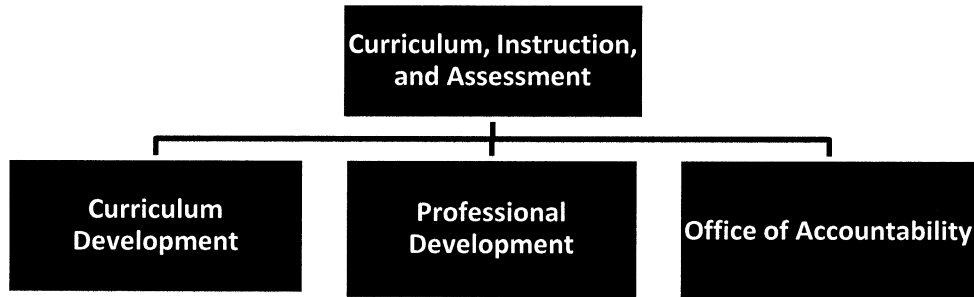 Curriculum, Instruction,
and Assessment
Curriculum
Development
Professional
Development
Office of Accountability